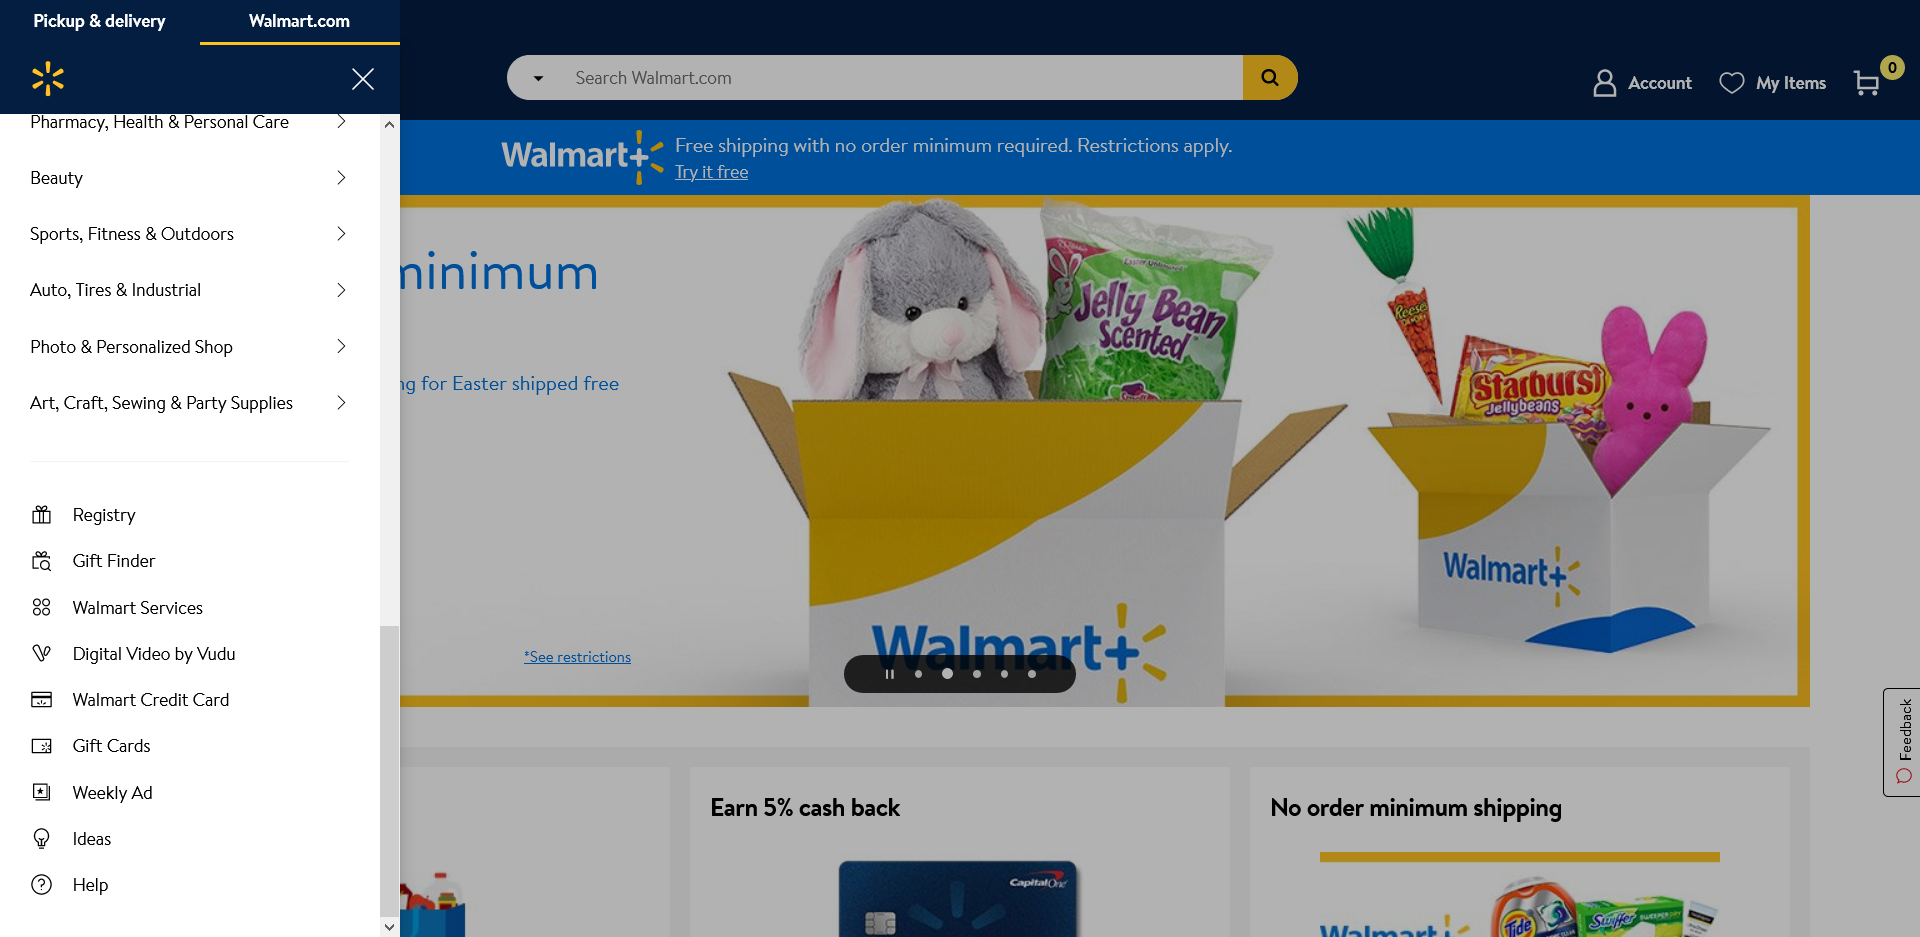 Pickup & delivery
Walmart.com
Search Walmart.com
Account
My Items
0
Pharmacy, Health & Personal Care
Beauty
Sports, Fitness & Outdoors
Auto, Tires & Industrial
Photo & Personalized Shop
Art, Craft, Sewing & Party Supplies
Registry
Gift Finder
Walmart Services
Digital Video by Vudu
Walmart Credit Card
Gift Cards
Weekly Ad
Ideas
Help
Walmart+
Free shipping with no order minimum required. Restrictions apply.
Try it free
minimum
ng for Easter shipped free
*See restrictions
Jelly Bean
Scented
Reese's
Starburst
Jellybeans
Walmart+
Walmart+
Feedback
Earn 5% cash back
Capital One
No order minimum shipping
Walmart
Tide
Swiffer
SWEEPER